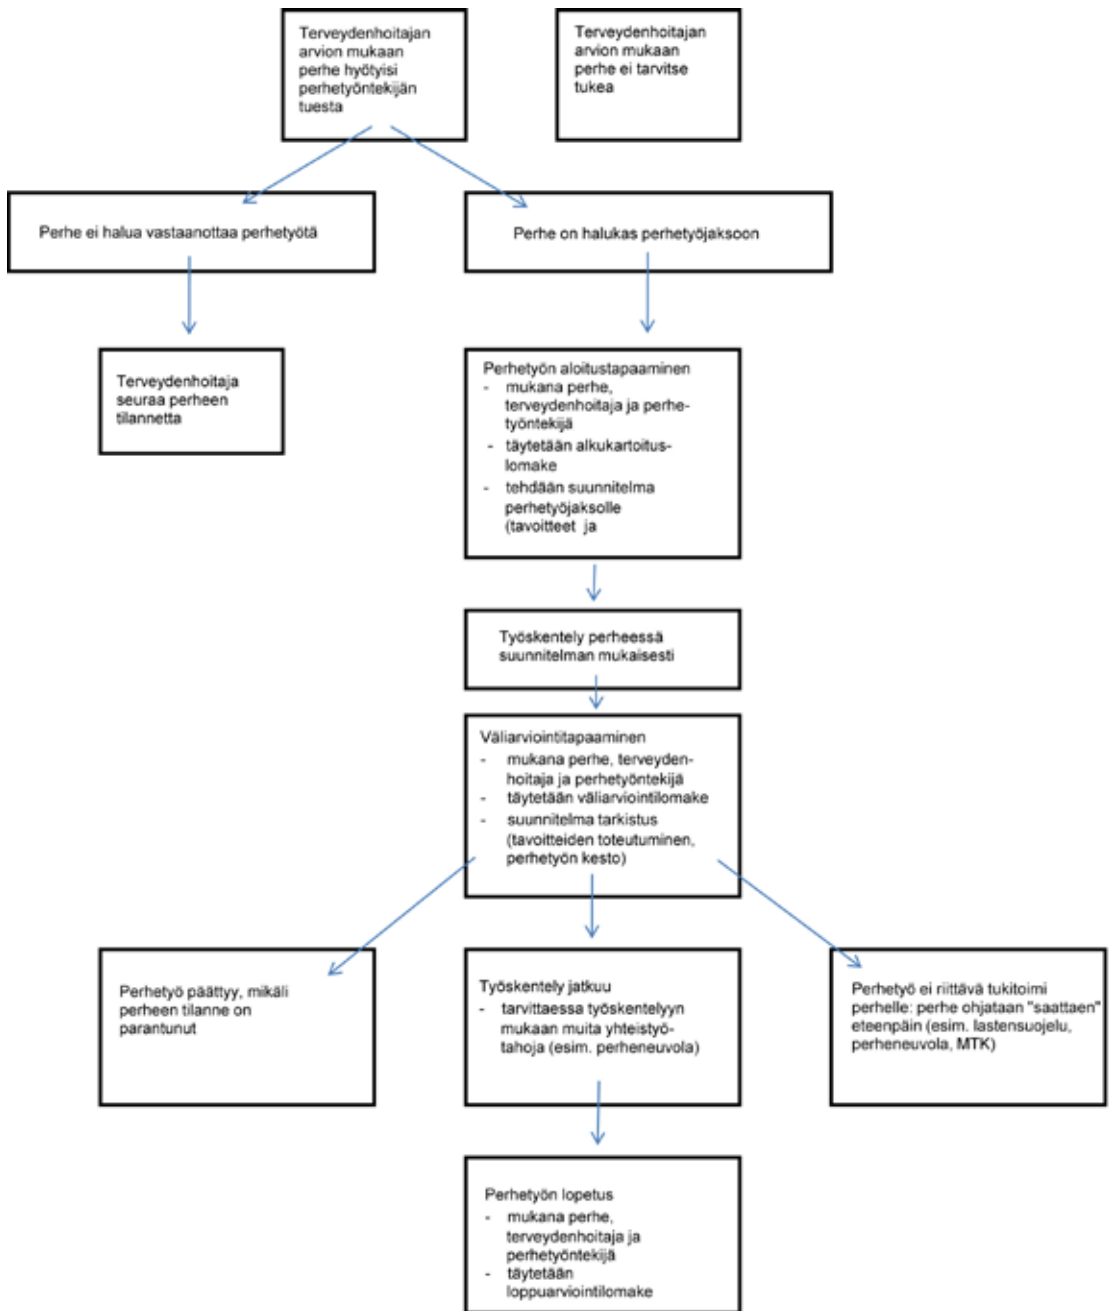 Terveydenhoitajan
arvion mukaan
perhe hyötyisi
perhetyöntekijän
tuesta
Terveydenhoitajan
arvion mukaan
perhe ei tarvitse
tukea
Perhe ei halua vastaanottaa perhetyötä
Perhe on halukas perhetyöjaksoon
Terveydenhoitaja
seuraa perheen
tilannetta
Perhetyön aloitustapaaminen
- mukana perhe,
terveydenhoitaja ja perhe-
työntekijä
- täytetään alkukartoitus-
lomake
- tehdään suunnitelma
perhetyöjaksolle
(tavoitteet ja
Työskentely perheessä
suunnitelman mukaisesti
Väliarviointitapaaminen
- mukana perhe, terveyden-
hoitaja ja perhetyöntekijä
- täytetään väliarviointilomake
- suunnitelma tarkistus
(tavoitteiden toteutuminen,
perhetyön kesto)
Perhetyö päättyy, mikäli
perheen tilanne on
parantunut
Työskentely jatkuu
- tarvittaessa työskentelyyn
mukaan muita yhteistyö-
tahoja (esim. perheneuvola)
Perhetyö ei riittävä tukitoimi
perhelle: perhe ohjataan "saattaen"
eteenpäin (esim. lastensuojelu,
perheneuvola, MTK)
Perhetyön lopetus
- mukana perhe,
terveydenhoitaja ja
perhetyöntekijä
- täytetään
loppuarviointilomake